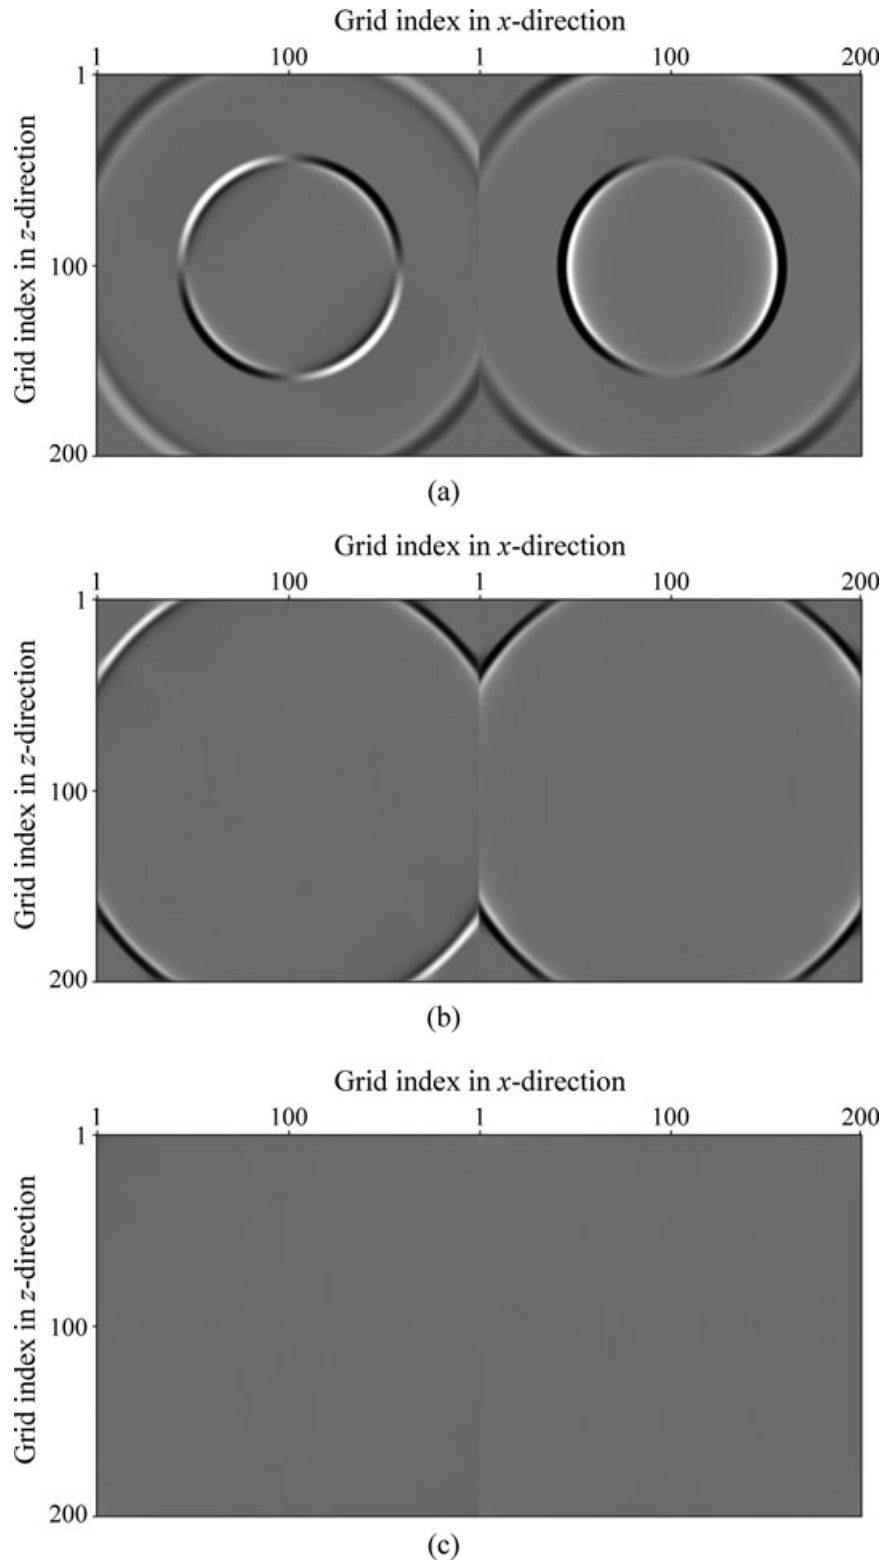 Grid index in x-direction
1 100 1 100 200
1
Grid index in z-direction
100
200
(a)
Grid index in x-direction
1 100 1 100 200
1
Grid index in z-direction
100
200
(b)
Grid index in x-direction
1 100 1 100 200
1
Grid index in z-direction
100
200
(c)